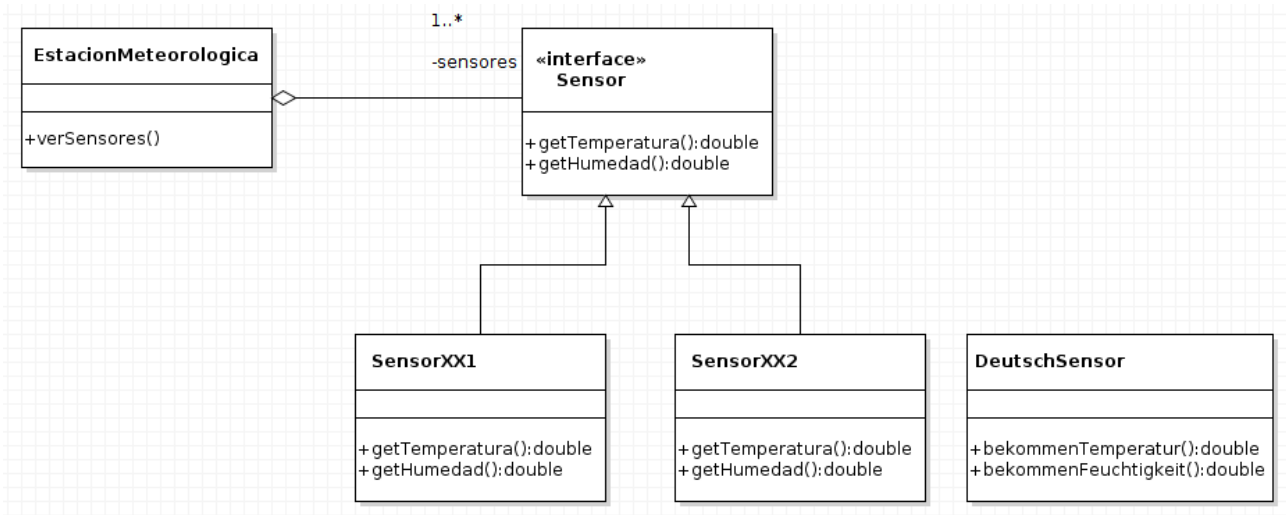 EstacionMeteorologica
+verSensores()
1..*
-sensores
«interface»
Sensor
+getTemperatura():double
+getHumedad():double
SensorXX1
+getTemperatura():double
+getHumedad():double
SensorXX2
+getTemperatura():double
+getHumedad():double
DeutschSensor
+bekommenTemperatur():double
+bekommenFeuchtigkeit():double